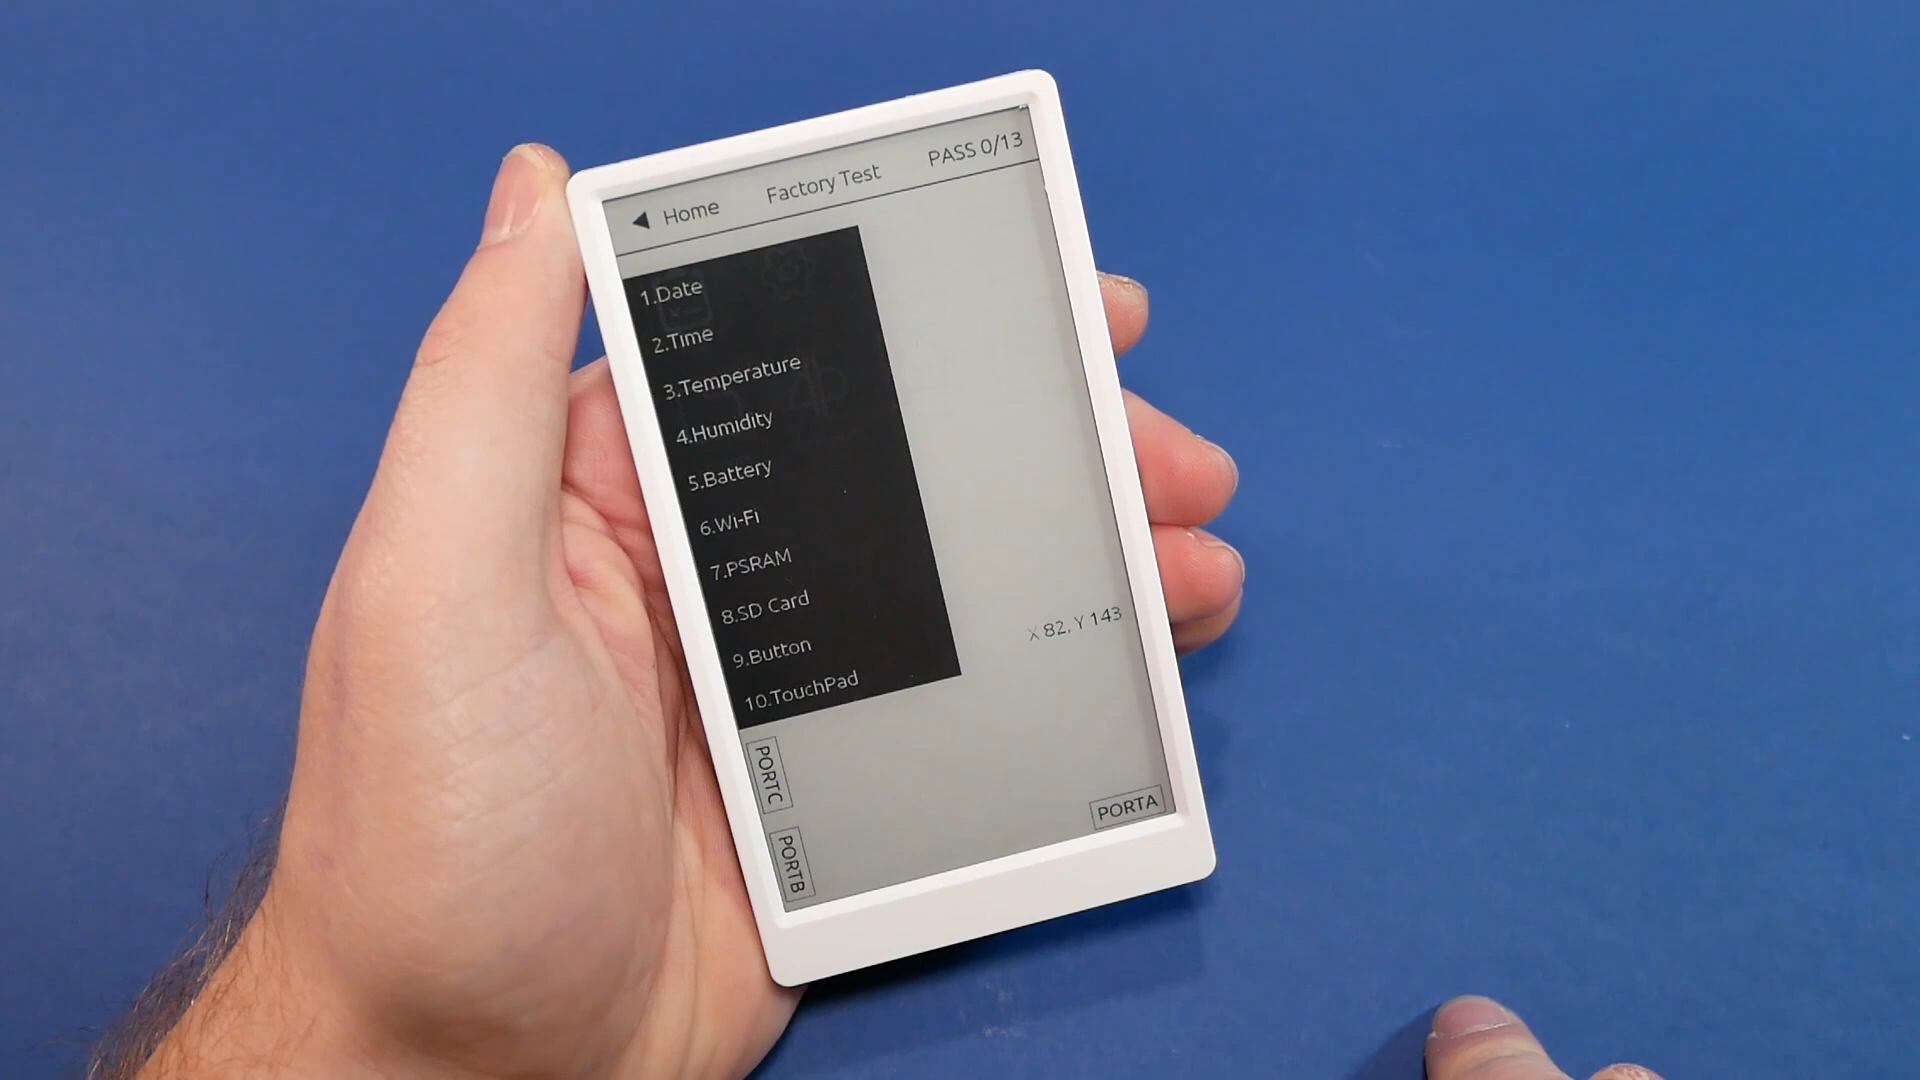 ◀ Home
Factory Test
PASS 0/13
1.Date
2.Time
3.Temperature
4.Humidity
5.Battery
6.Wi-Fi
7.PSRAM
8.SD Card
9.Button
10.TouchPad
X 82, Y 143
PORTC
PORTB
PORTA